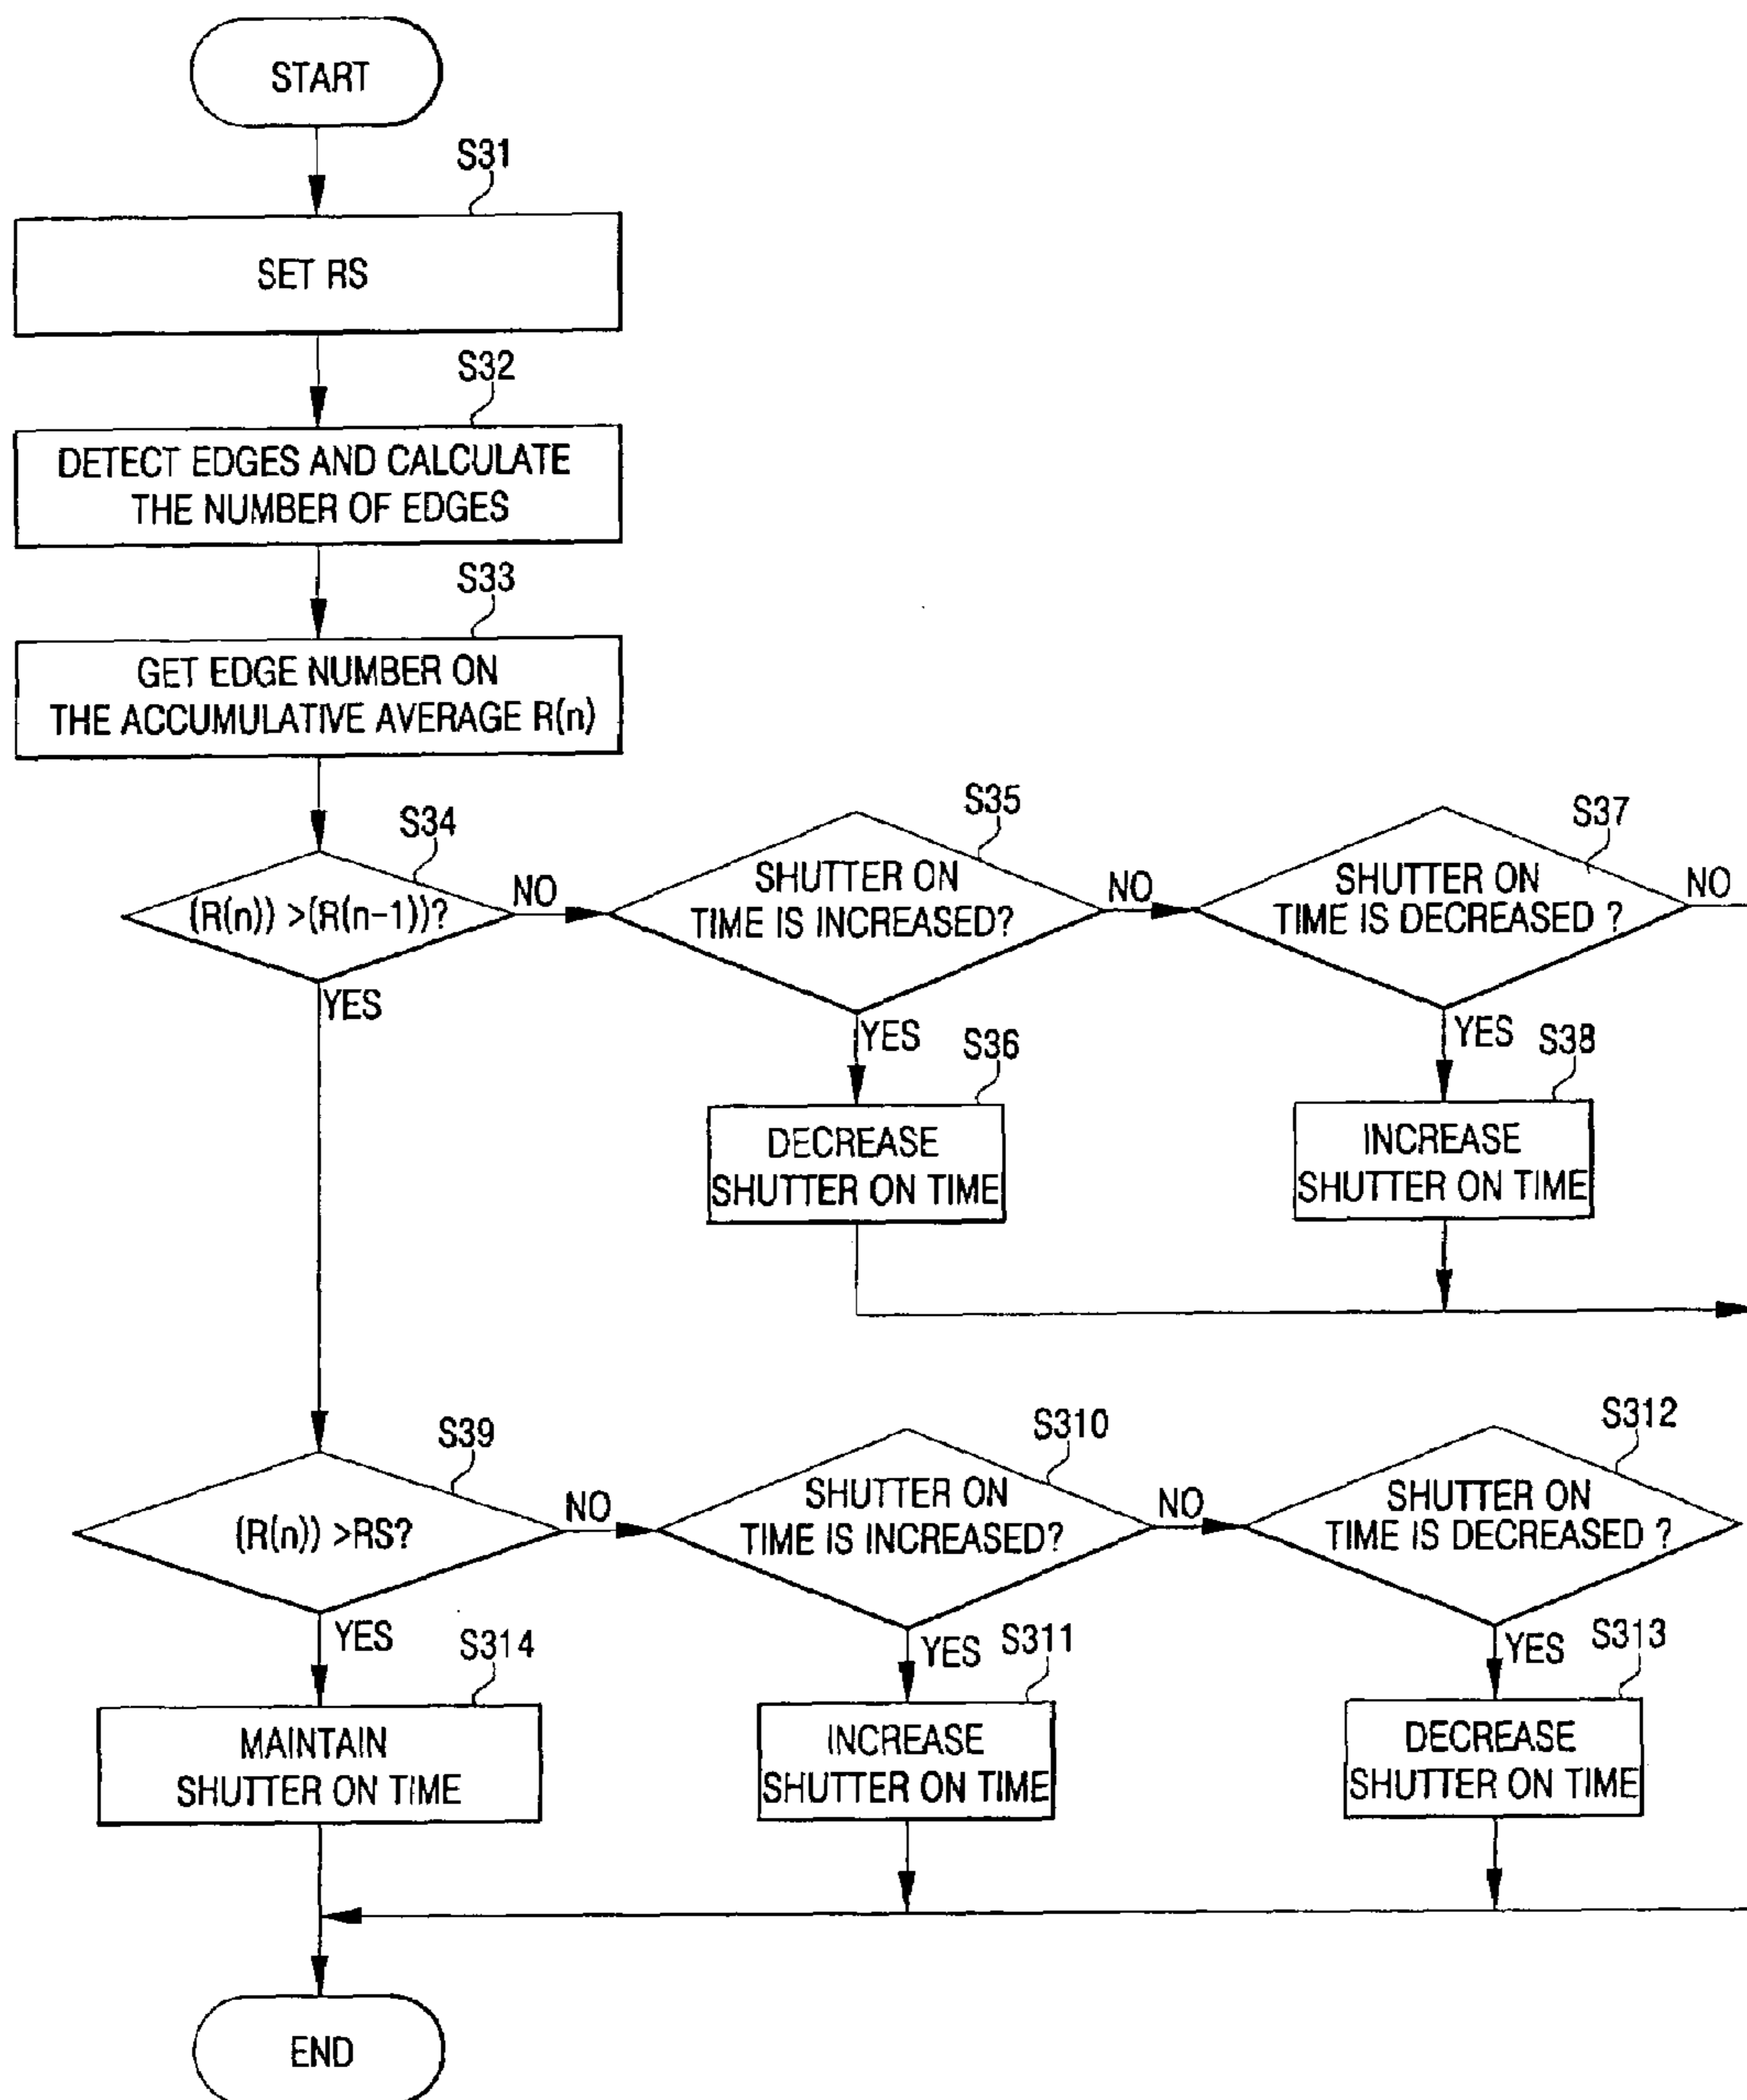 START
S31
SET RS
S32
DETECT EDGES AND CALCULATE
THE NUMBER OF EDGES
S33
GET EDGE NUMBER ON
THE ACCUMULATIVE AVERAGE R(n)
S34
(R(n)) >(R(n-1))?
NO
YES
S35
SHUTTER ON
TIME IS INCREASED?
NO
YES
S37
SHUTTER ON
TIME IS DECREASED ?
NO
YES
S36
DECREASE
SHUTTER ON TIME
S38
INCREASE
SHUTTER ON TIME
S39
(R(n)) >RS?
NO
YES
S310
SHUTTER ON
TIME IS INCREASED?
NO
YES
S312
SHUTTER ON
TIME IS DECREASED ?
YES
S314
MAINTAIN
SHUTTER ON TIME
S311
INCREASE
SHUTTER ON TIME
S313
DECREASE
SHUTTER ON TIME
END